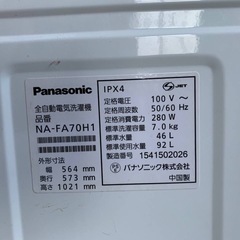 Panasonic
全自動電気洗濯機
品番
NA-FA70H1
外形寸法
幅 564 mm
奥行 573 mm
高さ 1021 mm
IPX4
JET
定格電圧 100 V～
定格周波数 50/60 Hz
定格消費電力 280 W
標準洗濯容量 7.0 kg
標準水量 46 L
標準使用水量 92 L
製造番号 1541502026
パナソニック株式会社
中国製